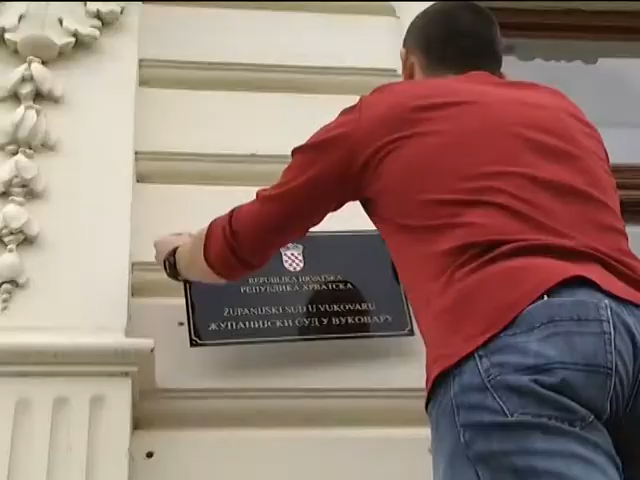 REPUBLIKA HRVATSKA
РЕПУБЛИКА ХРВАТСКА
ŽUPANIJSKI SUD U VUKOVARU
ЖУПАНИЈСКИ СУД У ВУКОВАРУ